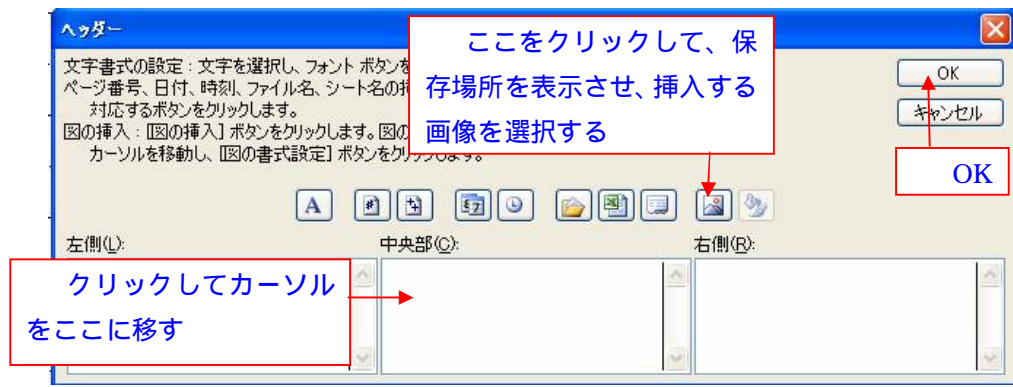 ヘッダー
ここをクリックして、保
存場所を表示させ、挿入する
画像を選択する
文字書式の設定：文字を選択し、フォント ボタンを
ページ番号、日付、時刻、ファイル名、シート名の
対応するボタンをクリックします。
図の挿入：[図の挿入] ボタンをクリックします。図の
カーソルを移動し、[図の書式設定] ボタンをクリックします。
OK
キャンセル
OK
A
左側(L):
中央部(C):
右側(R):
クリックしてカーソル
をここに移す